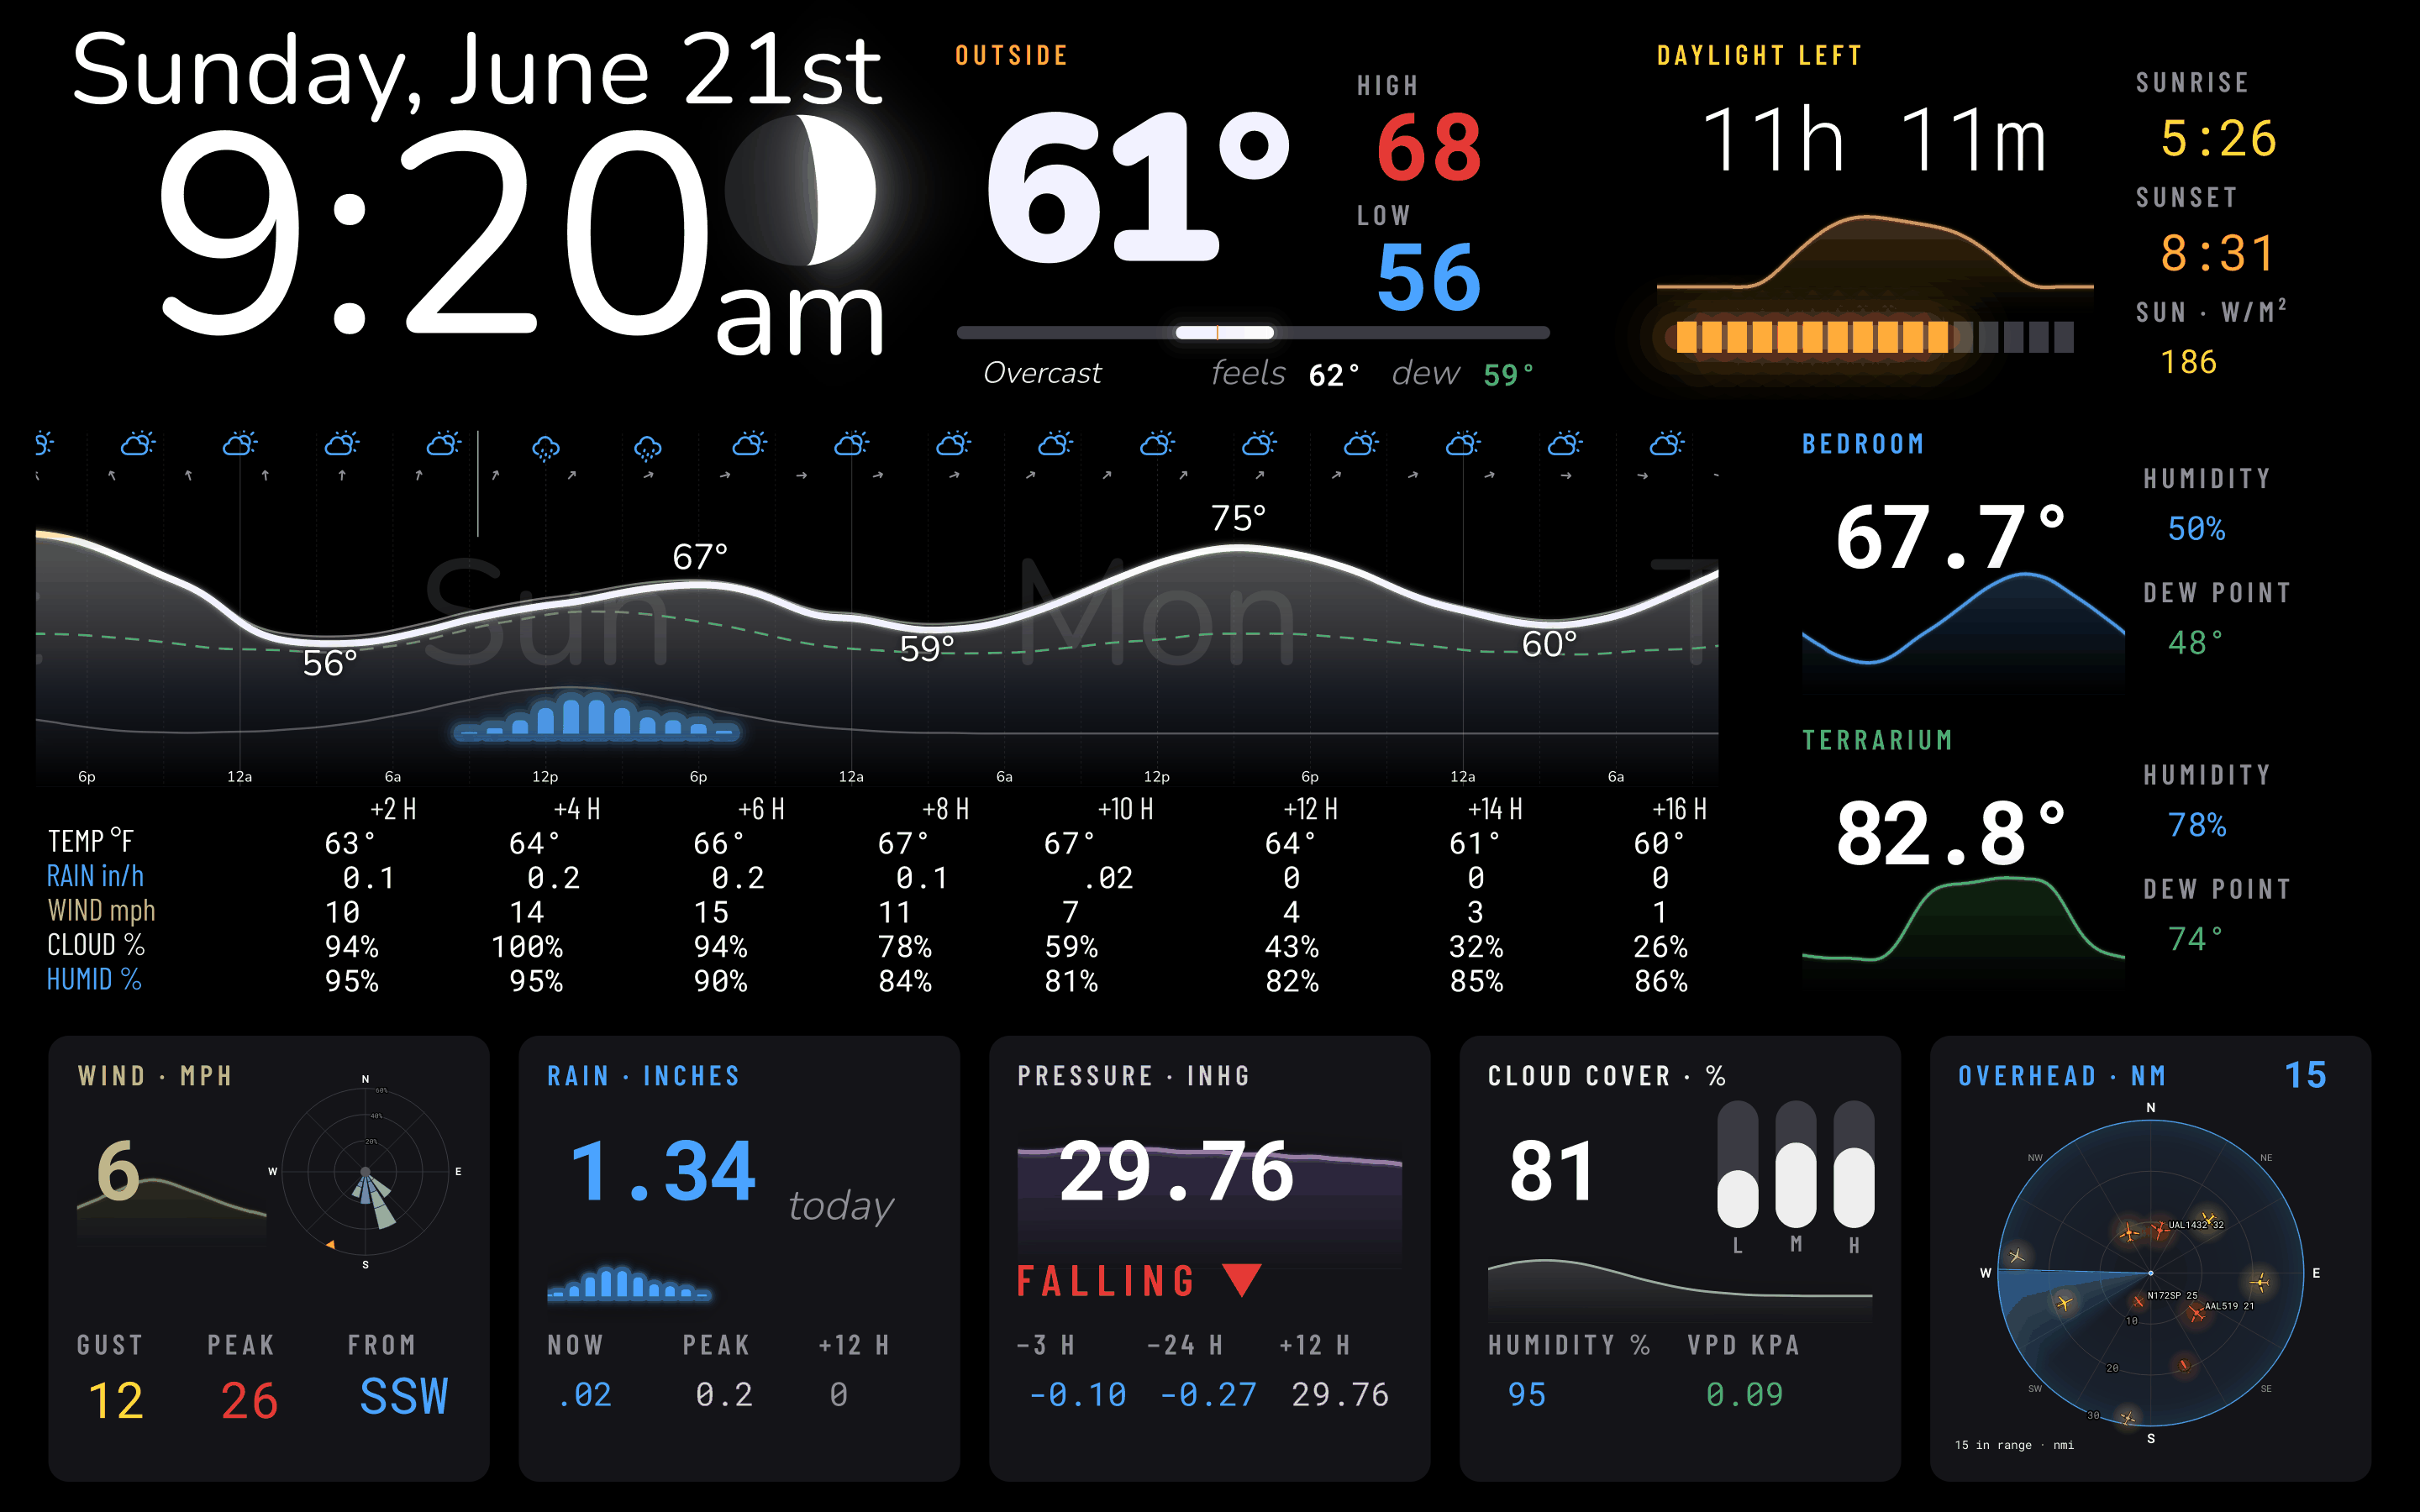 Sunday, June 21st
9:20 am
OUTSIDE
61°
HIGH
68
LOW
56
Overcast feels 62° dew 59°
DAYLIGHT LEFT
11h 11m
SUNRISE
5:26
SUNSET
8:31
SUN · W/M²
186
75°
67°
56°
59°
60°
Sun Mon T
6p 12a 6a 12p 6p 12a 6a 12p 6p 12a 6a
+2 H +4 H +6 H +8 H +10 H +12 H +14 H +16 H
TEMP °F 63° 64° 66° 67° 67° 64° 61° 60°
RAIN in/h 0.1 0.2 0.2 0.1 .02 0 0 0
WIND mph 10 14 15 11 7 4 3 1
CLOUD % 94% 100% 94% 78% 59% 43% 32% 26%
HUMID % 95% 95% 90% 84% 81% 82% 85% 86%
BEDROOM
67.7°
HUMIDITY
50%
DEW POINT
48°
TERRARIUM
82.8°
HUMIDITY
78%
DEW POINT
74°
WIND · MPH
6
N
60%
40%
20%
W E
S
GUST PEAK FROM
12 26 SSW
RAIN · INCHES
1.34 today
NOW PEAK +12 H
.02 0.2 0
PRESSURE · INHG
29.76
FALLING
−3 H −24 H +12 H
-0.10 -0.27 29.76
CLOUD COVER · %
81
L M H
HUMIDITY % VPD KPA
95 0.09
OVERHEAD · NM 15
N
NW NE
UAL1432 32
W E
N172SP 25
AAL519 21
10
20
SW SE
30
S
15 in range · nmi